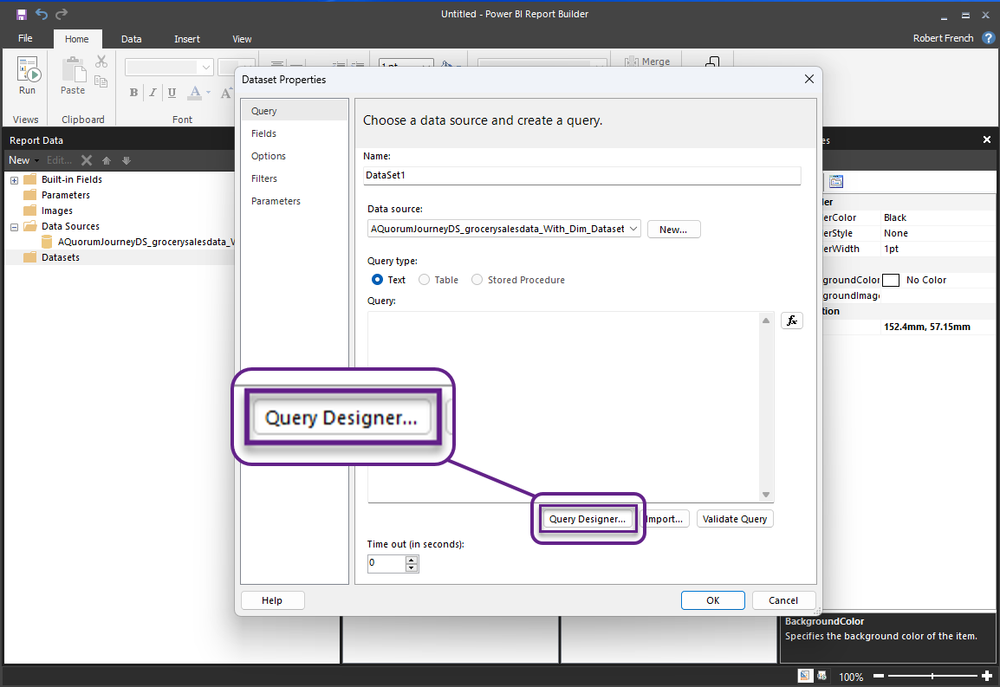 Untitled - Power BI Report Builder
File
Home
Data
Insert
View
Robert French
?
Run
Paste
B I U A A
1pt
Merge
Views
Clipboard
Font
Report Data
New
Edit...
Built-in Fields
Parameters
Images
Data Sources
AQuorumJourneyDS_grocerysalesdata_W
Datasets
Dataset Properties
Query
Fields
Options
Filters
Parameters
Choose a data source and create a query.
Name:
DataSet1
Data source:
AQuorumJourneyDS_grocerysalesdata_With_Dim_Dataset
New...
Query type:
Text
Table
Stored Procedure
Query:
fx
Query Designer...
Query Designer...
Import...
Validate Query
Time out (in seconds):
0
Help
OK
Cancel
es
der
erColor
Black
erStyle
None
erWidth
1pt
groundColor
No Color
groundImag
tion
152.4mm, 57.15mm
BackgroundColor
Specifies the background color of the item.
100%